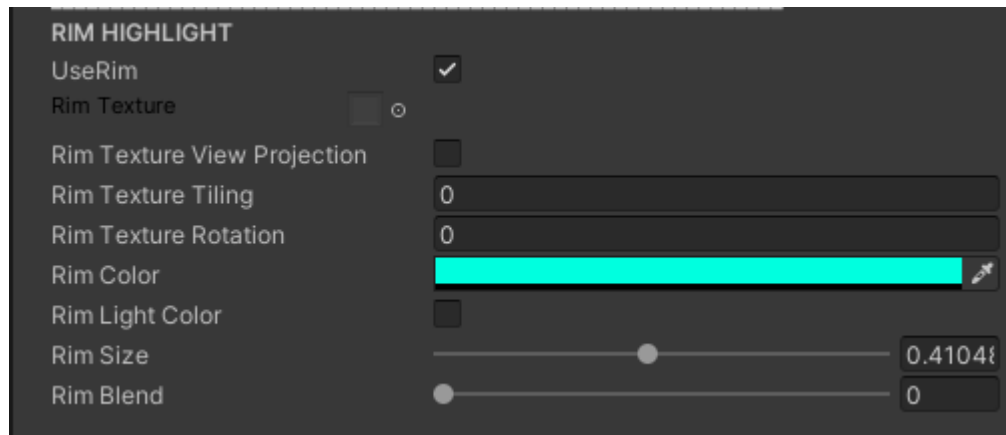 RIM HIGHLIGHT
UseRim
Rim Texture
Rim Texture View Projection
Rim Texture Tiling 0
Rim Texture Rotation 0
Rim Color
Rim Light Color
Rim Size 0.41048
Rim Blend 0